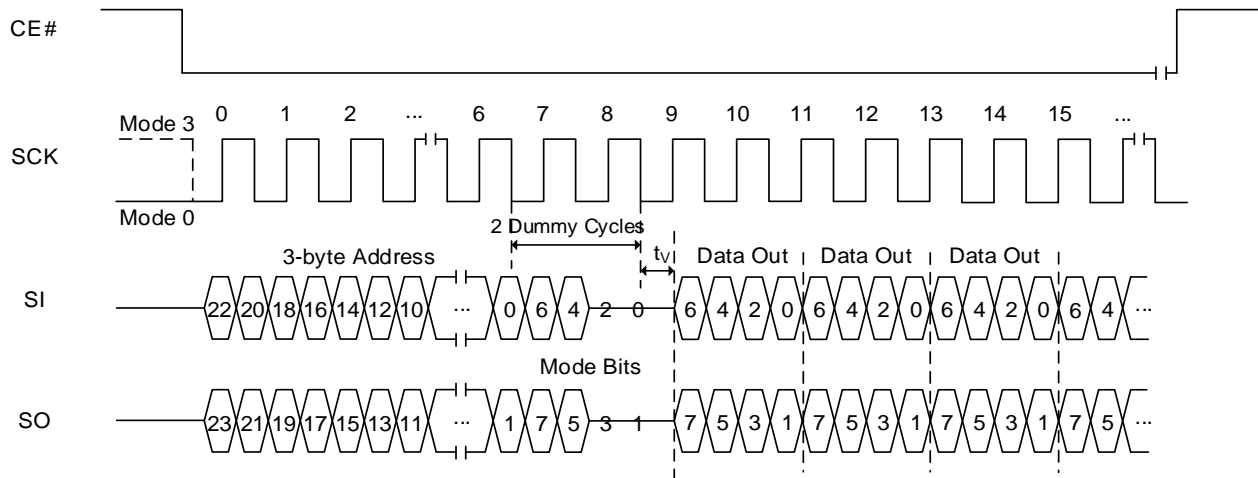 CE#
0 1 2 ... 6 7 8 9 10 11 12 13 14 15 ...
Mode 3
SCK
Mode 0
2 Dummy Cycles
3-byte Address tV Data Out Data Out Data Out
SI 22 20 18 16 14 12 10 ... 0 6 4 2 0 6 4 2 0 6 4 2 0 6 4 2 0 6 4 ...
Mode Bits
SO 23 21 19 17 15 13 11 ... 1 7 5 3 1 7 5 3 1 7 5 3 1 7 5 3 1 7 5 ...